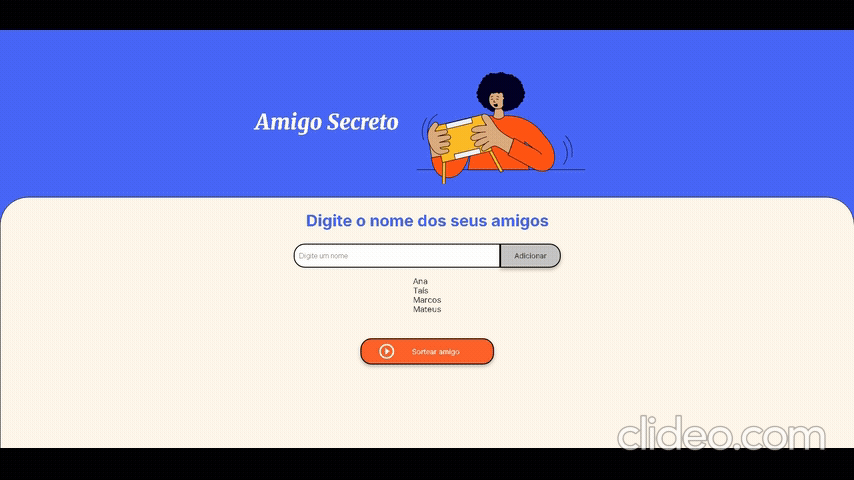 Amigo Secreto
Digite o nome dos seus amigos
Digite um nome
Adicionar
Ana
Taís
Marcos
Mateus
Sortear amigo
clideo.com